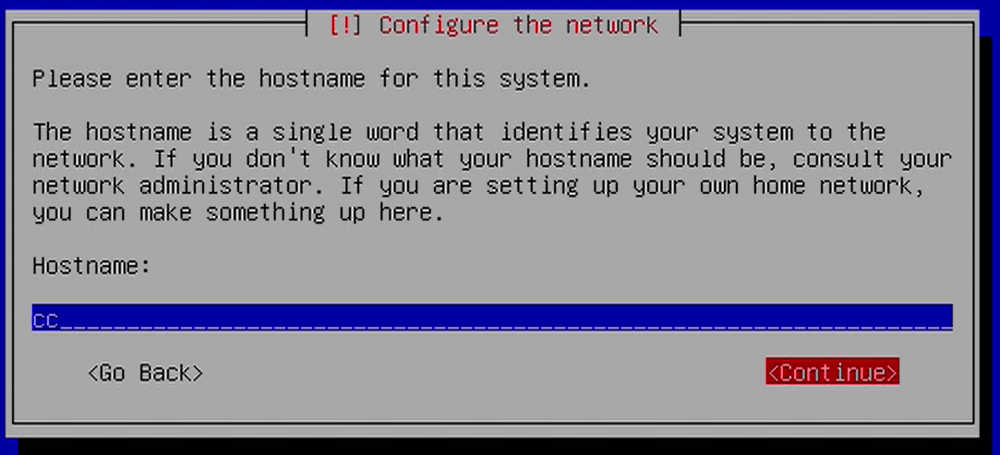 [!] Configure the network
Please enter the hostname for this system.
The hostname is a single word that identifies your system to the
network. If you don't know what your hostname should be, consult your
network administrator. If you are setting up your own home network,
you can make something up here.
Hostname:
cc
<Go Back> <Continue>